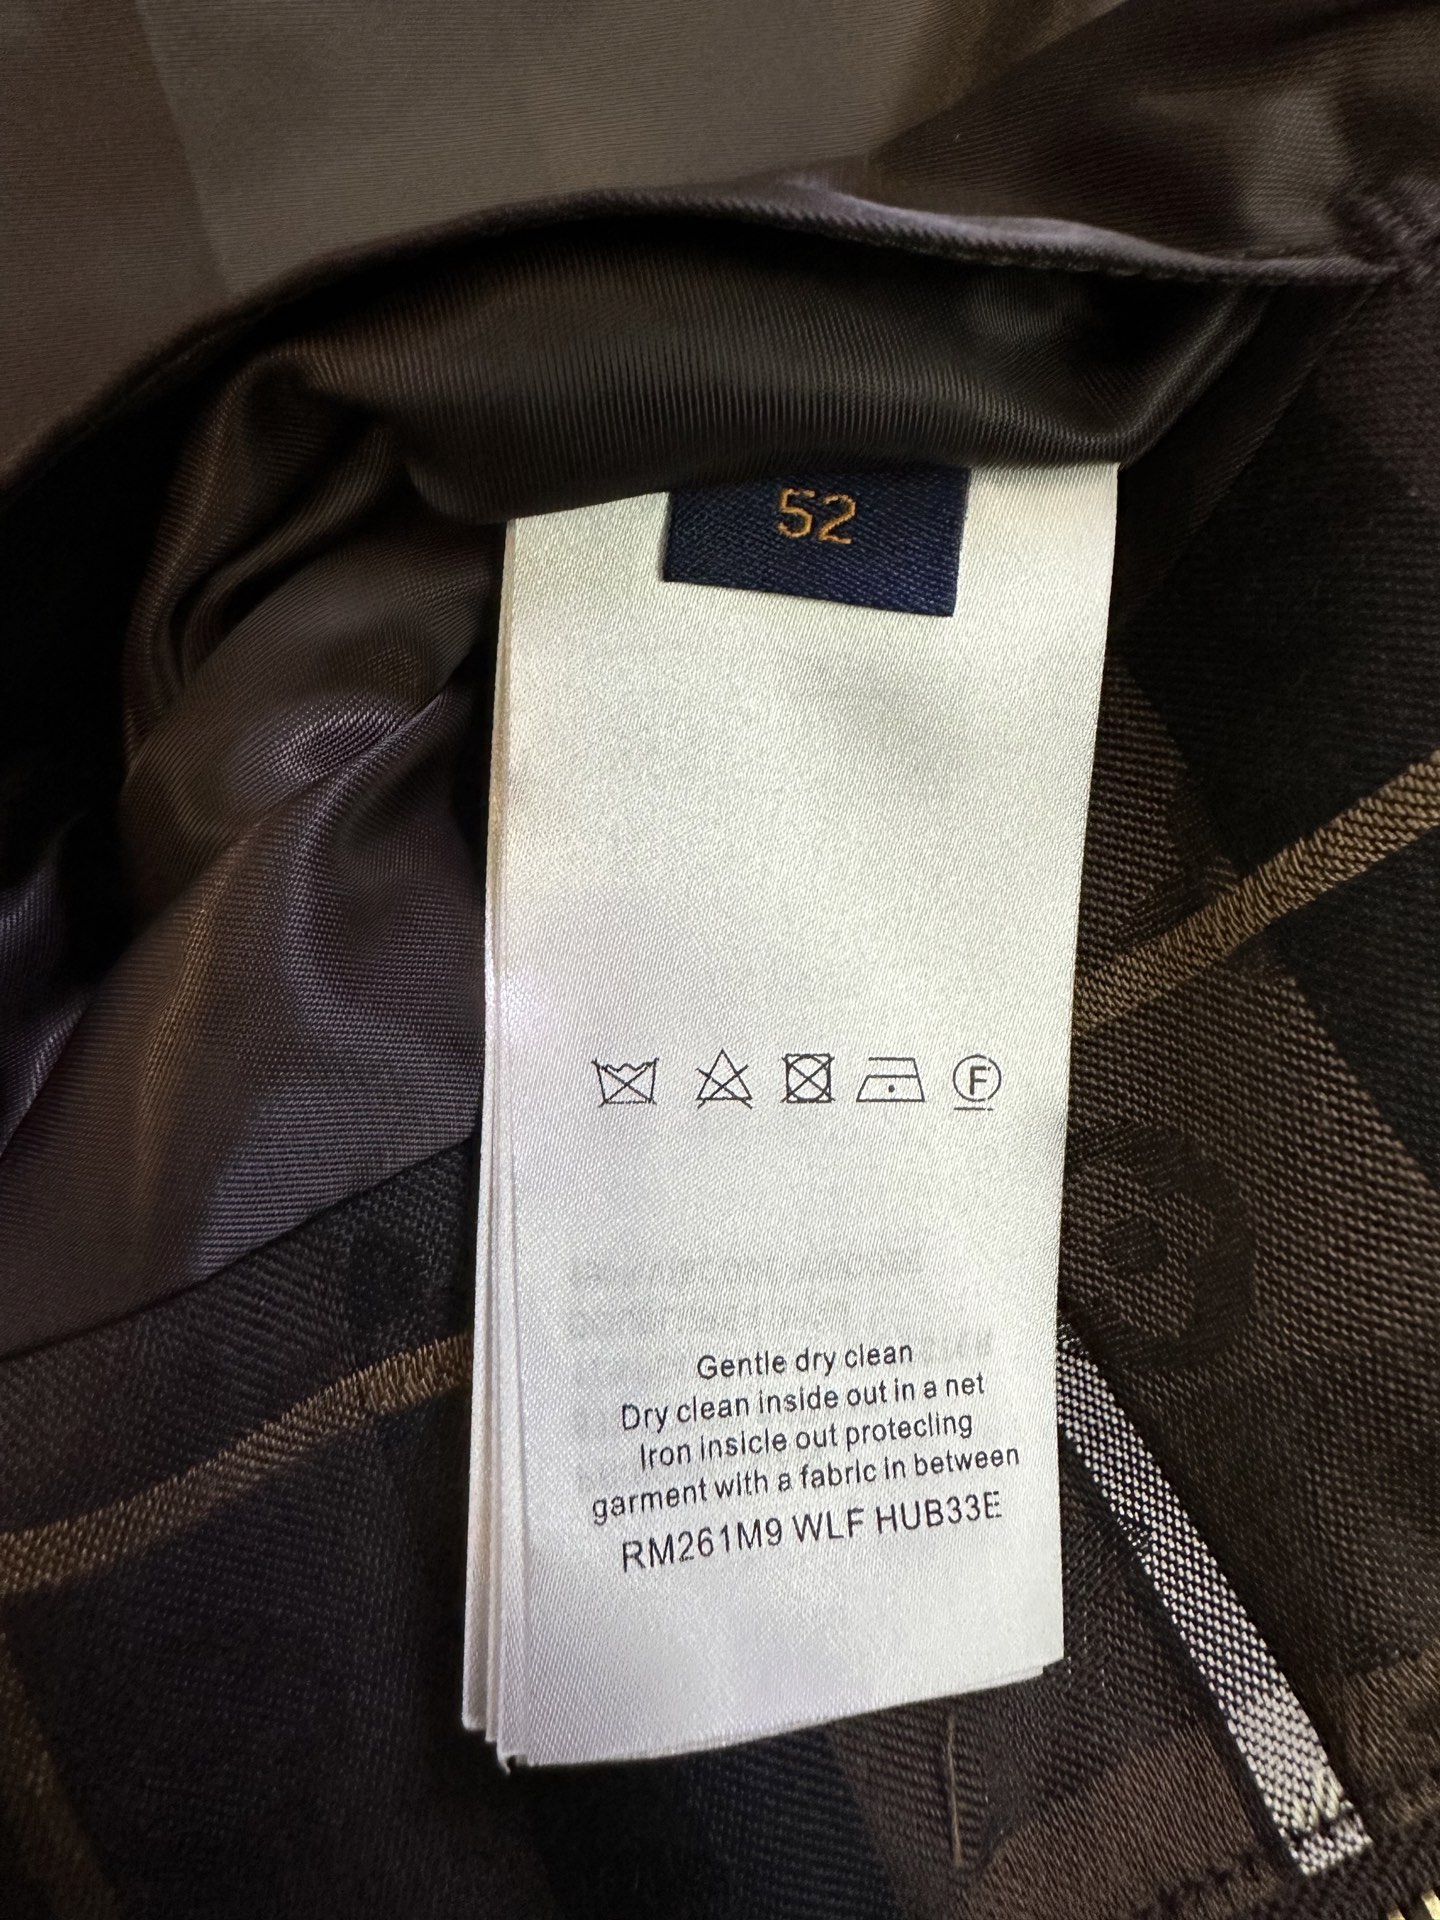 52
F
Gentle dry clean
Dry clean inside out in a net
Iron insicle out protecling
garment with a fabric in between
RM261M9 WLF HUB33E